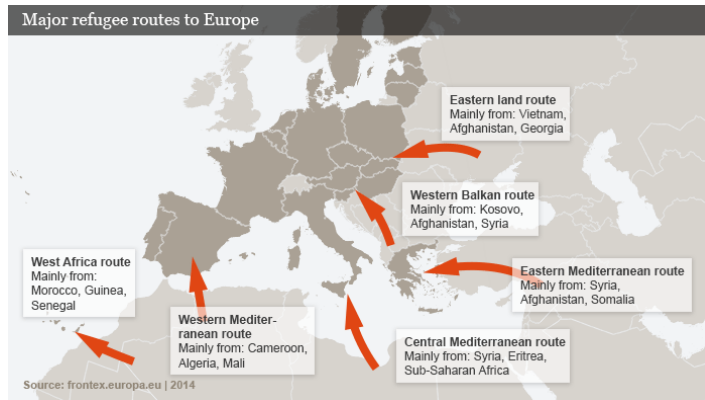 Major refugee routes to Europe
Eastern land route
Mainly from: Vietnam,
Afghanistan, Georgia
Western Balkan route
Mainly from: Kosovo,
Afghanistan, Syria
West Africa route
Mainly from:
Morocco, Guinea,
Senegal
Eastern Mediterranean route
Mainly from: Syria,
Afghanistan, Somalia
Western Mediter-
ranean route
Mainly from: Cameroon,
Algeria, Mali
Central Mediterranean route
Mainly from: Syria, Eritrea,
Sub-Saharan Africa
Source: frontex.europa.eu | 2014